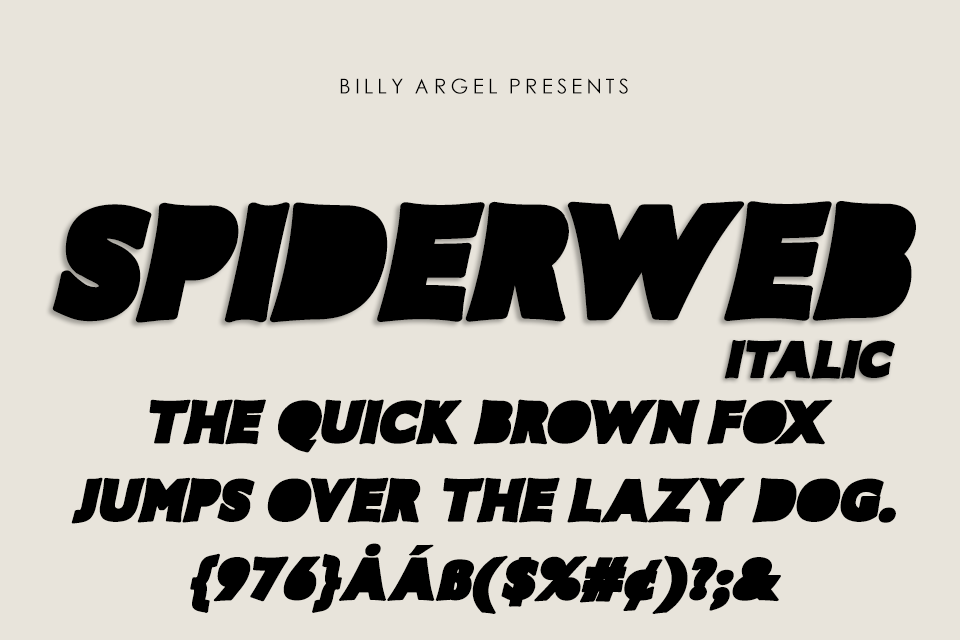 BILLY ARGEL PRESENTS
SPIDERWEB
ITALIC
THE QUICK BROWN FOX
JUMPS OVER THE LAZY DOG.
{976}ÅÁß($%#¢)?;&